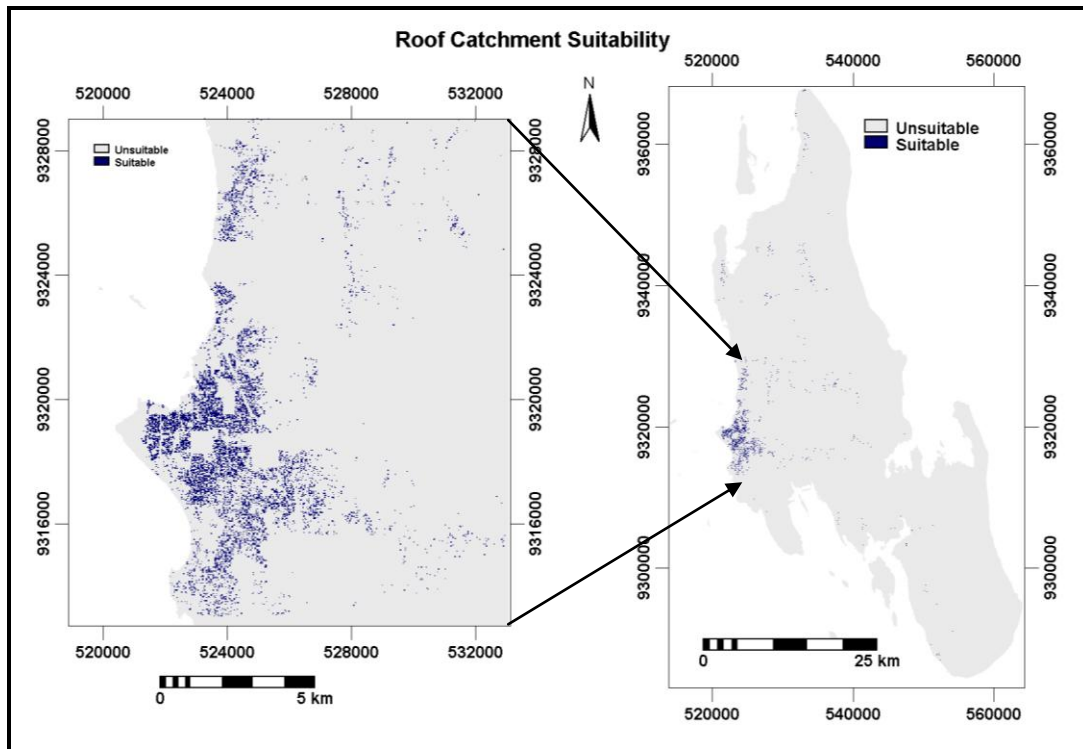 Roof Catchment Suitability
520000 524000 528000 532000
N
520000 540000 560000
Unsuitable
Suitable
9328000 9324000 9320000 9316000
9328000 9324000 9320000 9316000
Unsuitable
Suitable
9360000 9340000 9320000 9300000
9360000 9340000 9320000 9300000
520000 524000 528000 532000
0 5 km
0 25 km
520000 540000 560000